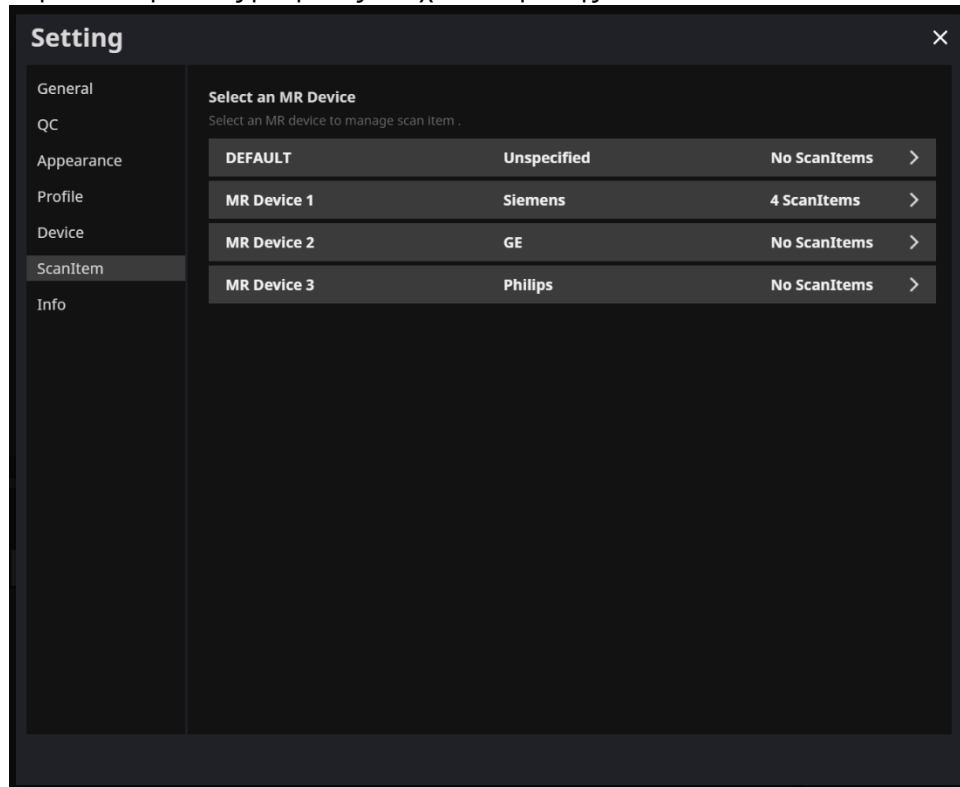 Setting
General
QC
Appearance
Profile
Device
ScanItem
Info
Select an MR Device
Select an MR device to manage scan item .
DEFAULT Unspecified No ScanItems
MR Device 1 Siemens 4 ScanItems
MR Device 2 GE No ScanItems
MR Device 3 Philips No ScanItems